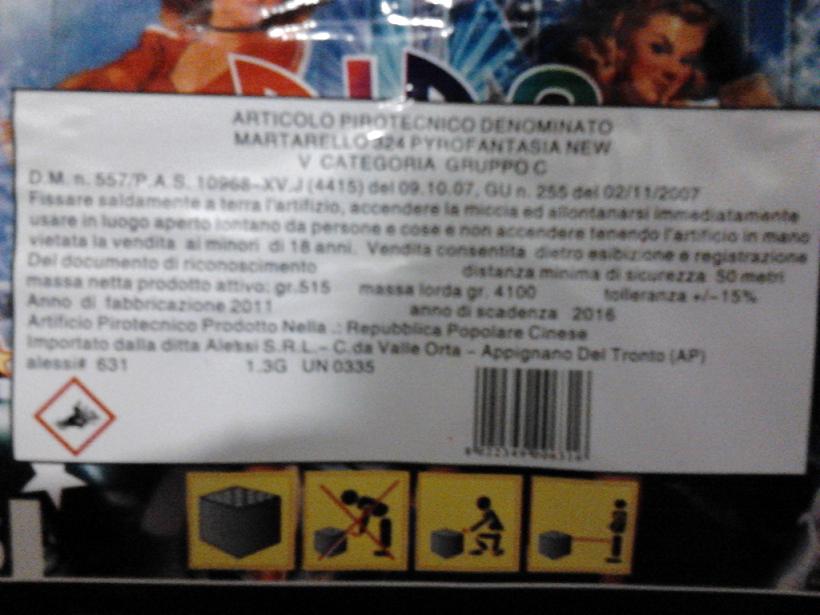 ARTICOLO PIROTECNICO DENOMINATO
MARTARELLO 324 PYROFANTASIA NEW
V CATEGORIA GRUPPO C
D.M. n. 557/P.A.S. 10968-XV.J (4415) del 09.10.07, GU n. 255 del 02/11/2007
Fissare saldamente a terra l'artifizio, accendere la miccia ed allontanarsi immediatamente
usare in luogo aperto lontano da persone e cose e non accendere tenendo l'artificio in mano
vietata la vendita ai minori di 18 anni. Vendita consentita dietro esibizione e registrazione
Del documento di riconoscimento distanza minima di sicurezza 50 metri
massa netta prodotto attivo: gr.515 massa lorda gr. 4100 tolleranza +/-15%
Anno di fabbricazione 2011 anno di scadenza 2016
Artificio Pirotecnico Prodotto Nella .: Repubblica Popolare Cinese
Importato dalla ditta Alessi S.R.L.- C.da Valle Orta - Appignano Del Tronto (AP)
alessi# 631 1.3G UN 0335